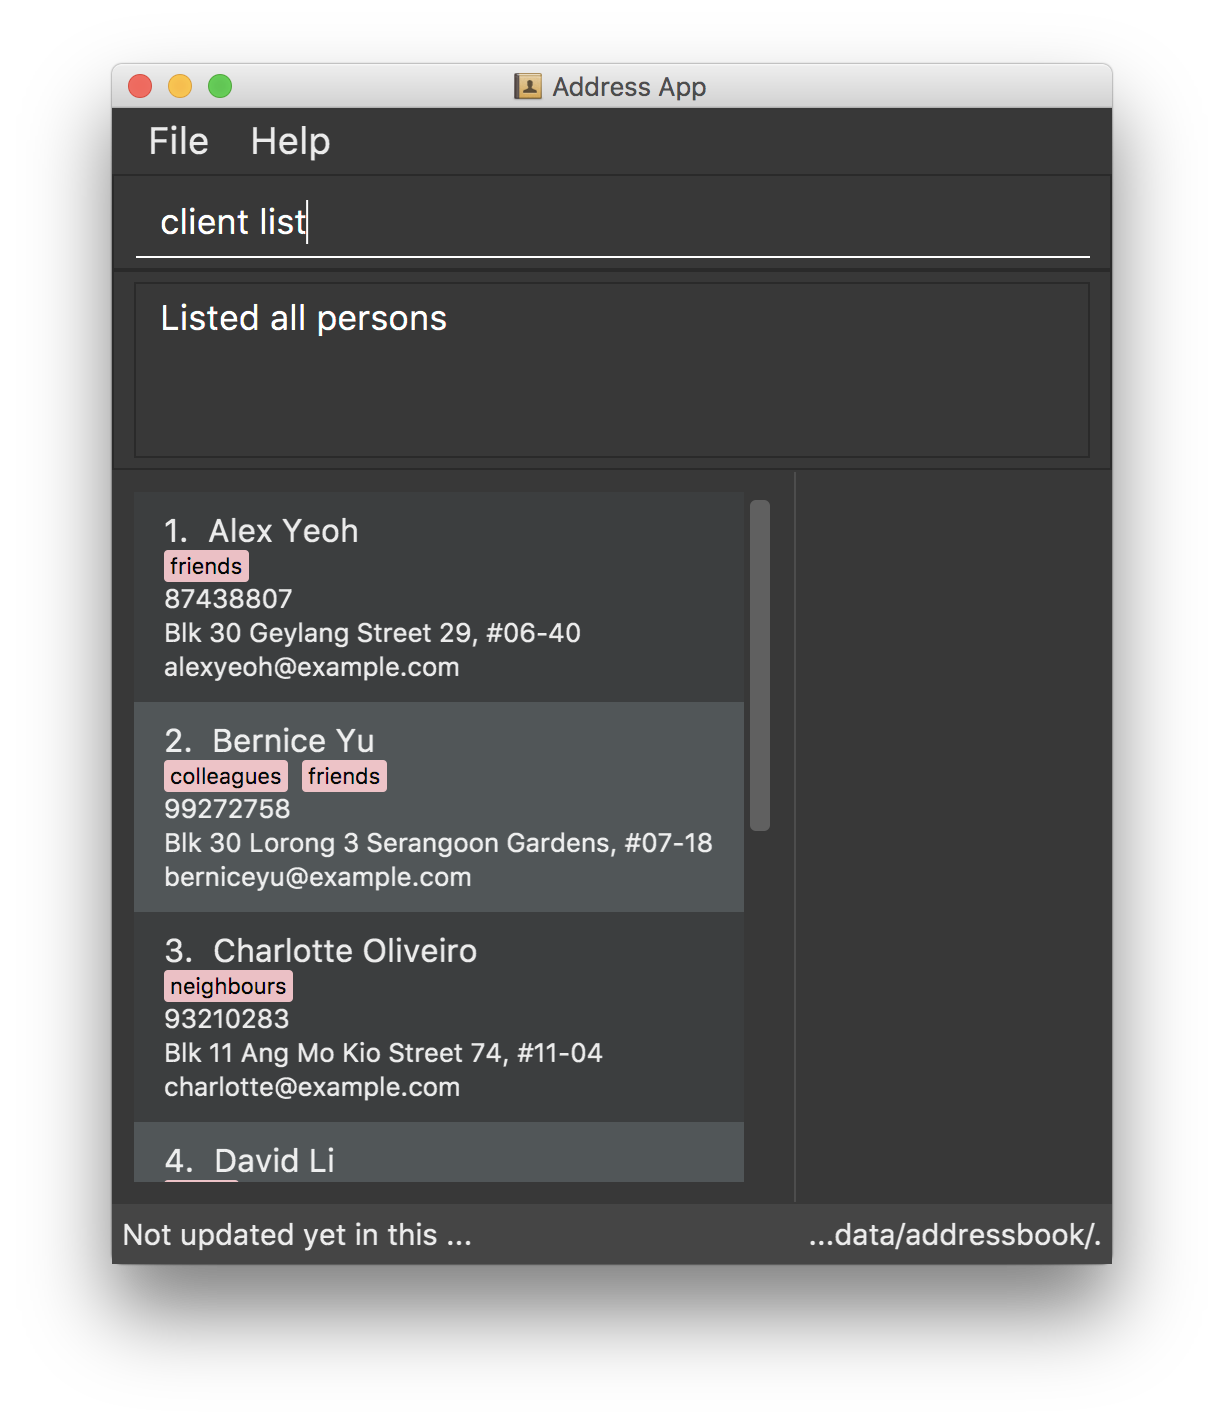 Address App
File Help
client list
Listed all persons
1. Alex Yeoh
friends
87438807
Blk 30 Geylang Street 29, #06-40
alexyeoh@example.com
2. Bernice Yu
colleagues friends
99272758
Blk 30 Lorong 3 Serangoon Gardens, #07-18
berniceyu@example.com
3. Charlotte Oliveiro
neighbours
93210283
Blk 11 Ang Mo Kio Street 74, #11-04
charlotte@example.com
4. David Li
Not updated yet in this ... ...data/addressbook/.